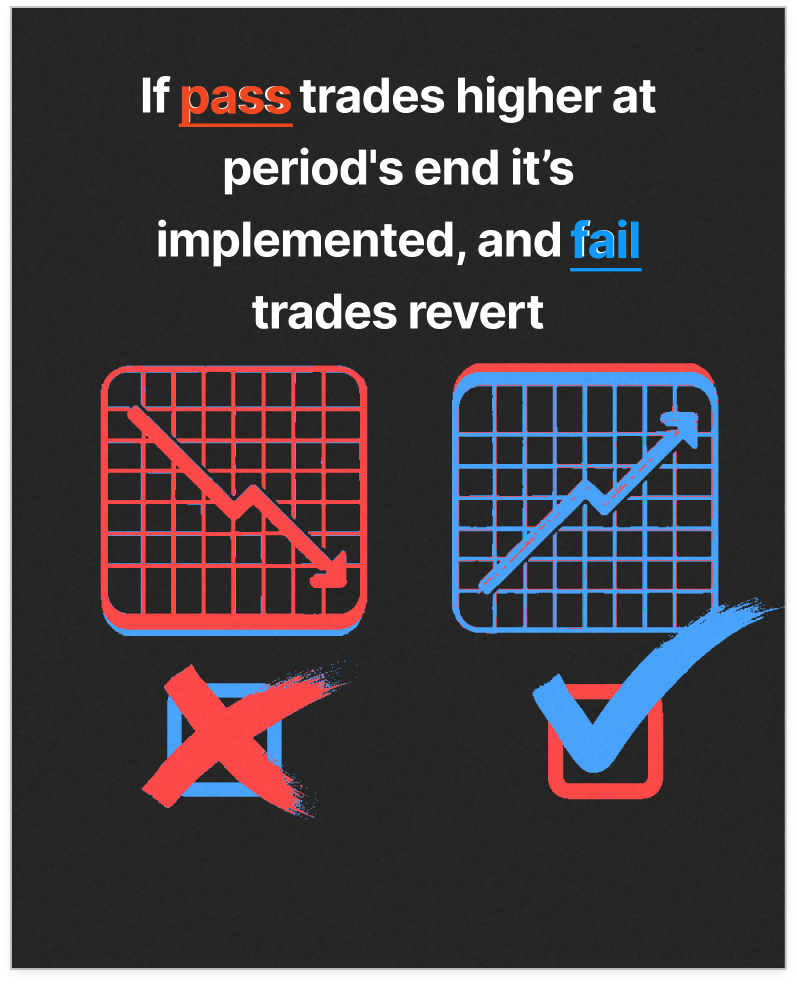 If pass trades higher at
period's end it’s
implemented, and fail
trades revert